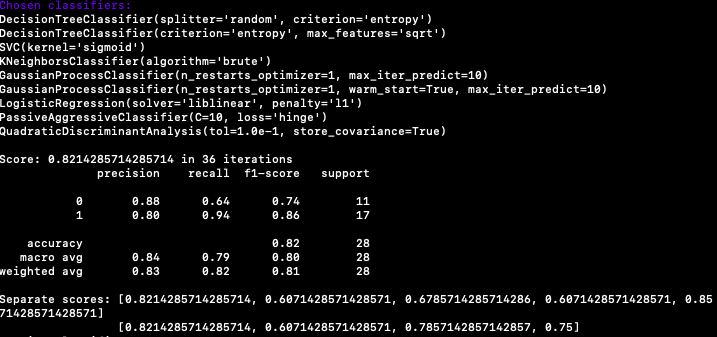 Chosen classifiers:
DecisionTreeClassifier(splitter='random', criterion='entropy')
DecisionTreeClassifier(criterion='entropy', max_features='sqrt')
SVC(kernel='sigmoid')
KNeighborsClassifier(algorithm='brute')
GaussianProcessClassifier(n_restarts_optimizer=1, max_iter_predict=10)
GaussianProcessClassifier(n_restarts_optimizer=1, warm_start=True, max_iter_predict=10)
LogisticRegression(solver='liblinear', penalty='l1')
PassiveAggressiveClassifier(C=10, loss='hinge')
QuadraticDiscriminantAnalysis(tol=1.0e-1, store_covariance=True)
Score: 0.8214285714285714 in 36 iterations
precision recall f1-score support
0 0.88 0.64 0.74 11
1 0.80 0.94 0.86 17
accuracy 0.82 28
macro avg 0.84 0.79 0.80 28
weighted avg 0.83 0.82 0.81 28
Separate scores: [0.8214285714285714, 0.6071428571428571, 0.6785714285714286, 0.6071428571428571, 0.85
71428571428571]
[0.8214285714285714, 0.6071428571428571, 0.7857142857142857, 0.75]